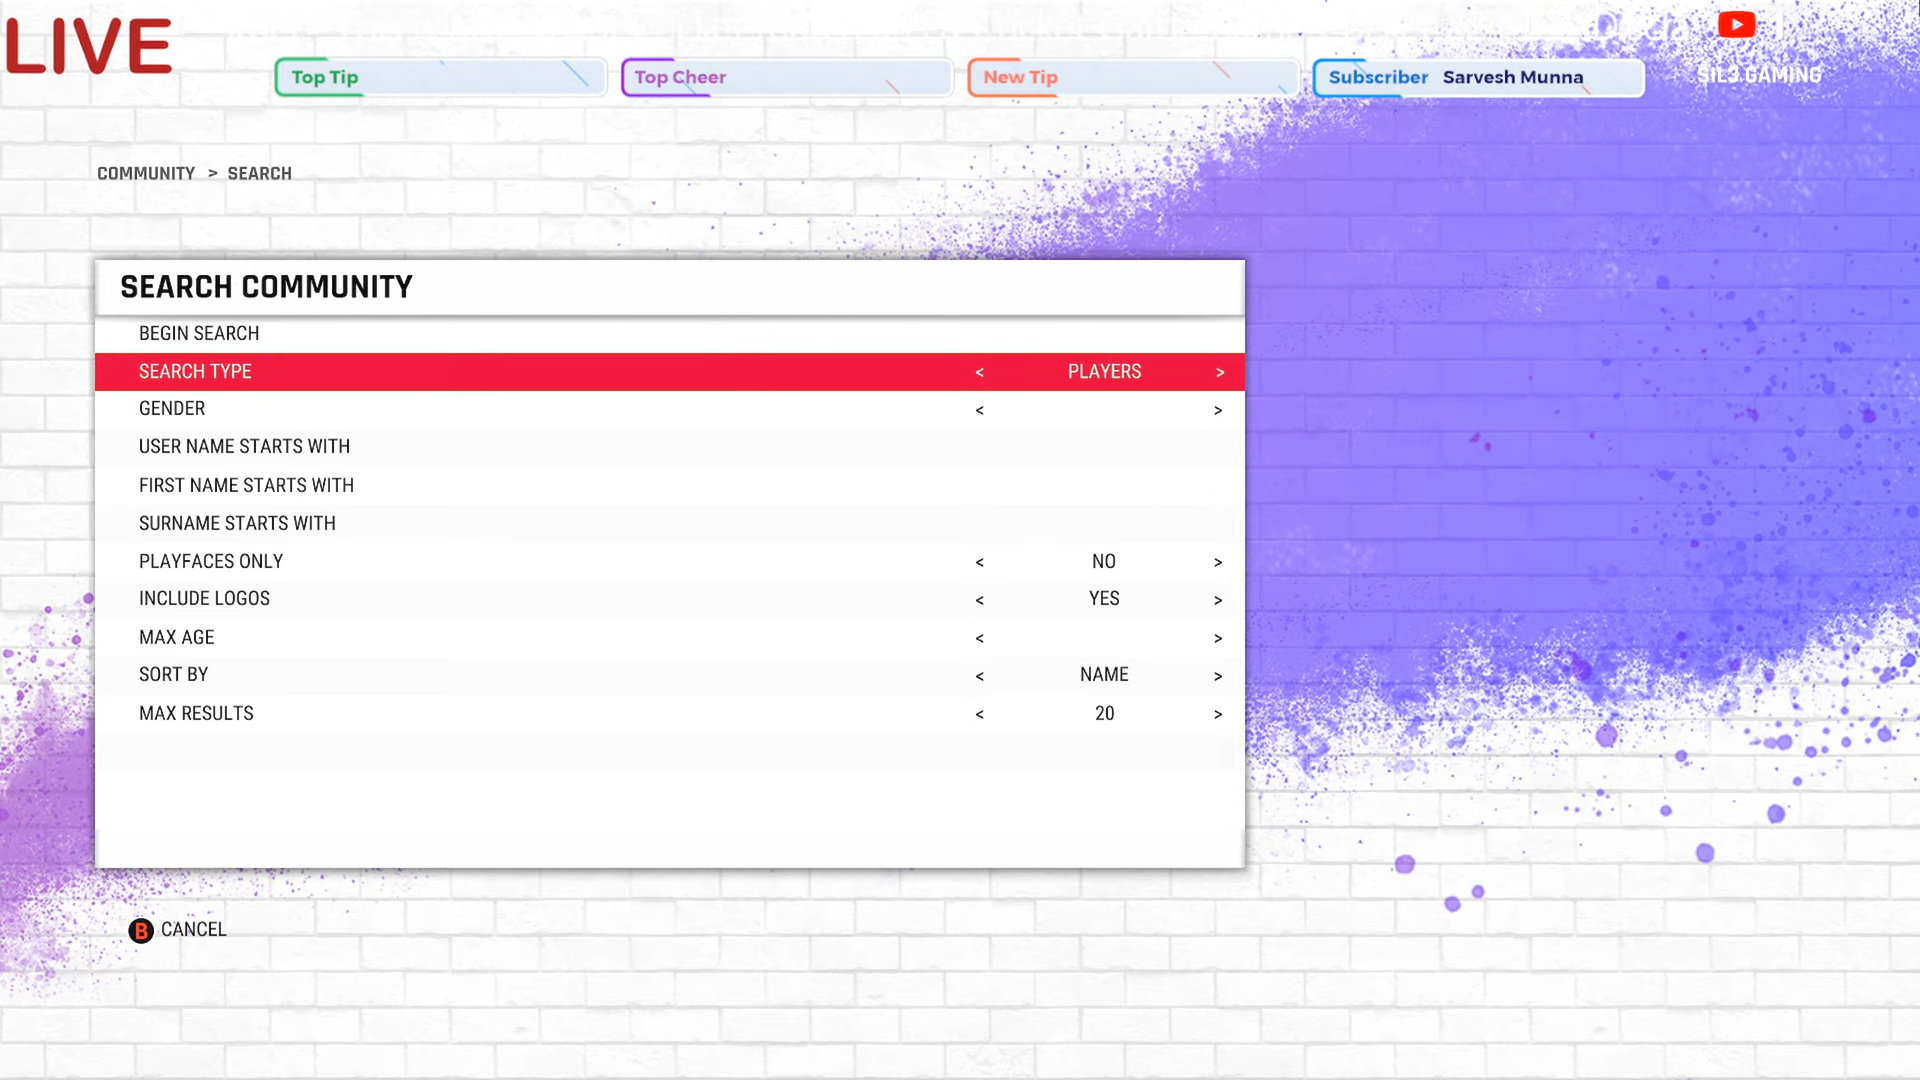 LIVE
Top Tip
Top Cheer
New Tip
Subscriber Sarvesh Munna
SIL3 GAMING
COMMUNITY > SEARCH
SEARCH COMMUNITY
BEGIN SEARCH
SEARCH TYPE < PLAYERS >
GENDER < >
USER NAME STARTS WITH
FIRST NAME STARTS WITH
SURNAME STARTS WITH
PLAYFACES ONLY < NO >
INCLUDE LOGOS < YES >
MAX AGE < >
SORT BY < NAME >
MAX RESULTS < 20 >
B CANCEL